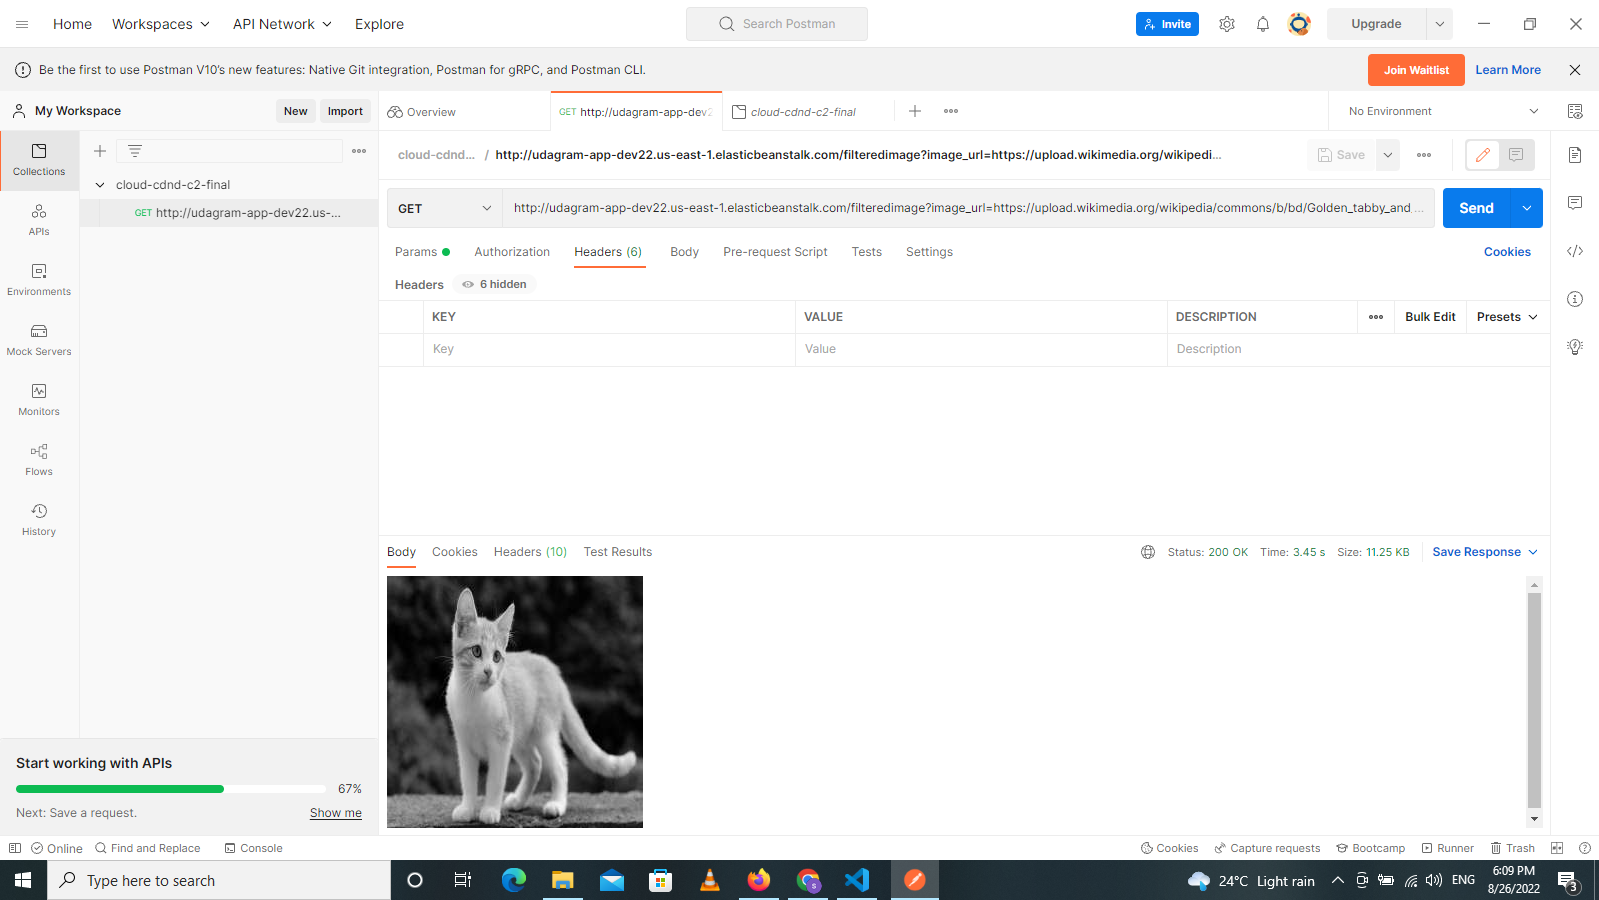 Home Workspaces API Network Explore Search Postman Invite Upgrade
Be the first to use Postman V10's new features: Native Git integration, Postman for gRPC, and Postman CLI. Join Waitlist Learn More
My Workspace New Import Overview GET http://udagram-app-dev2 cloud-cdnd-c2-final No Environment
cloud-cdnd... / http://udagram-app-dev22.us-east-1.elasticbeanstalk.com/filteredimage?image_url=https://upload.wikimedia.org/wikipedi...
Save
Collections
cloud-cdnd-c2-final
GET http://udagram-app-dev22.us-...
GET http://udagram-app-dev22.us-east-1.elasticbeanstalk.com/filteredimage?image_url=https://upload.wikimedia.org/wikipedia/commons/b/bd/Golden_tabby_and_... Send
APIs
Params Authorization Headers (6) Body Pre-request Script Tests Settings Cookies
Headers 6 hidden
Environments
KEY VALUE DESCRIPTION Bulk Edit Presets
Key Value Description
Mock Servers
Monitors
Flows
History
Body Cookies Headers (10) Test Results Status: 200 OK Time: 3.45 s Size: 11.25 KB Save Response
Start working with APIs
67%
Next: Save a request. Show me
Online Find and Replace Console Cookies Capture requests Bootcamp Runner Trash
Type here to search
24°C Light rain ENG
6:09 PM
8/26/2022
3